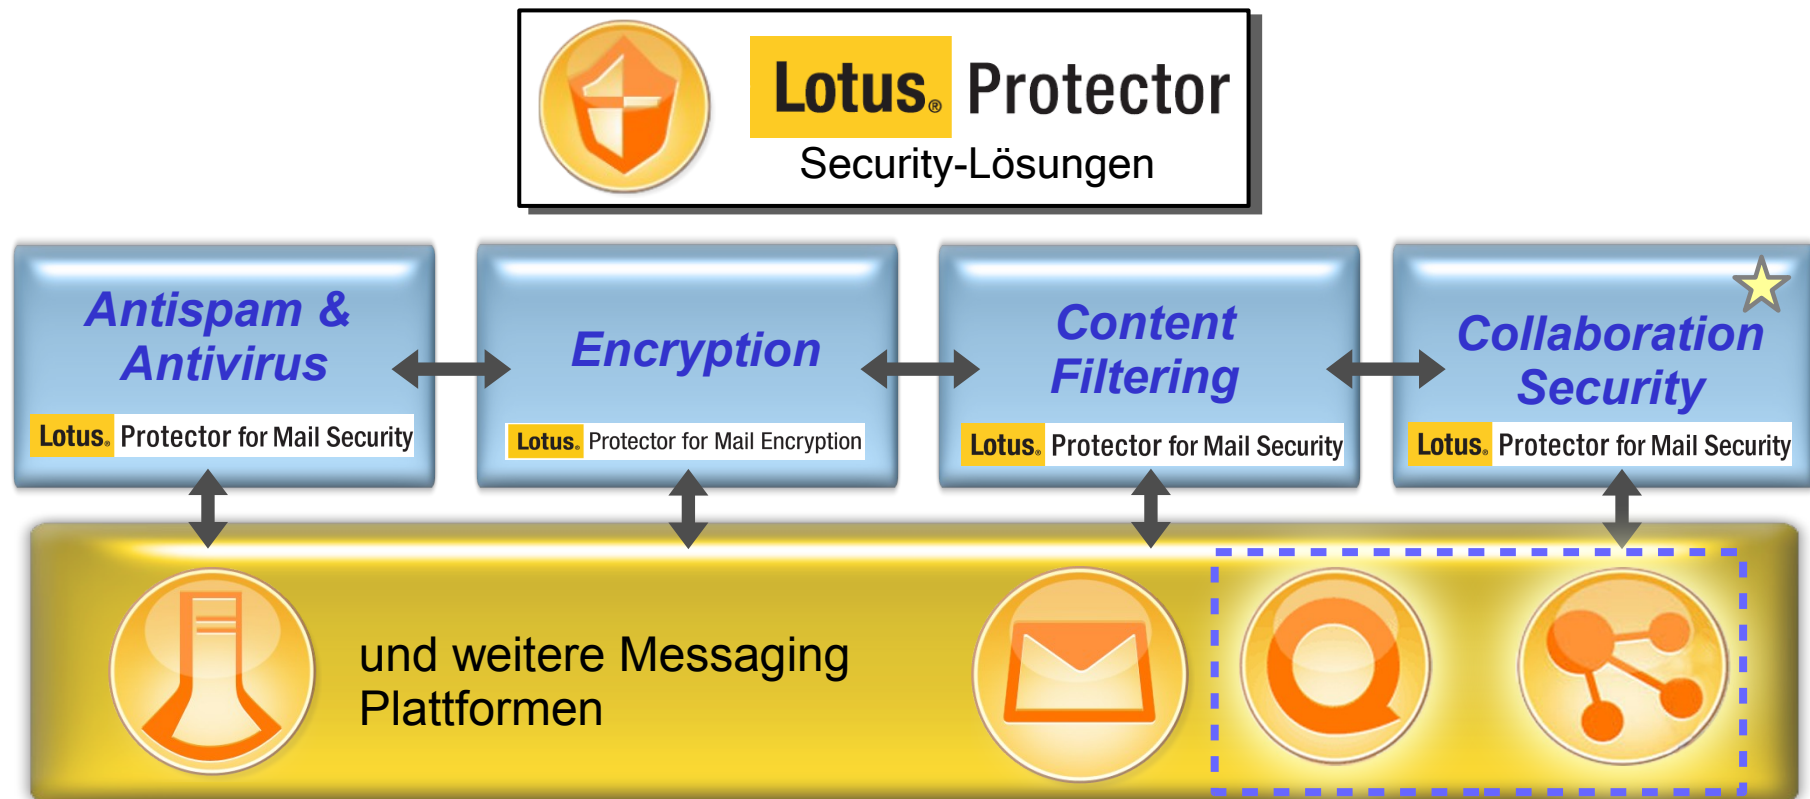 Lotus® Protector
Security-Lösungen
Antispam &
Antivirus
Lotus® Protector for Mail Security
Encryption
Lotus® Protector for Mail Encryption
Content
Filtering
Lotus® Protector for Mail Security
Collaboration
Security
Lotus® Protector for Mail Security
und weitere Messaging
Plattformen